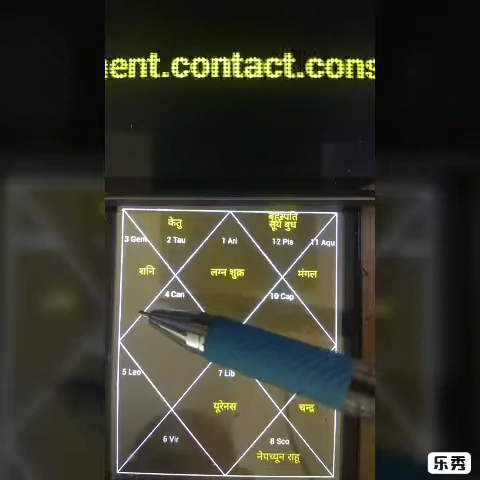 ent.contact.cons
केतु
बृहस्पति
सूर्य बुध
3 Gem
2 Tau
1 Ari
12 Pis
11 Aqu
शनि
लग्न शुक्र
मंगल
4 Can
10 Cap
5 Leo
7 Lib
यूरेनस
चन्द्र
6 Vir
8 Sco
नेपच्यून राहू
乐秀